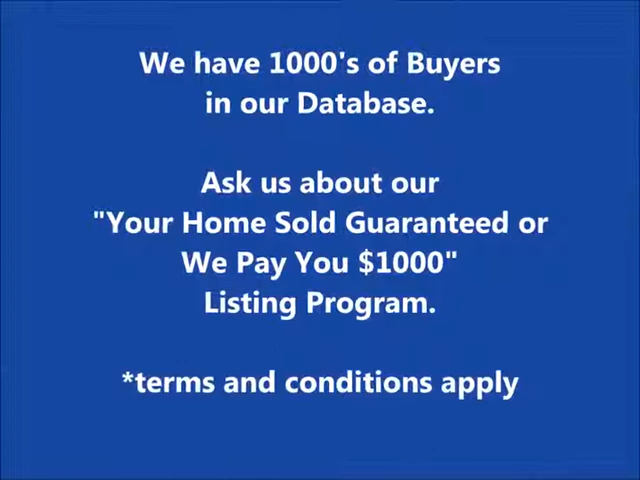 We have 1000's of Buyers
in our Database.
Ask us about our
"Your Home Sold Guaranteed or
We Pay You $1000"
Listing Program.
*terms and conditions apply